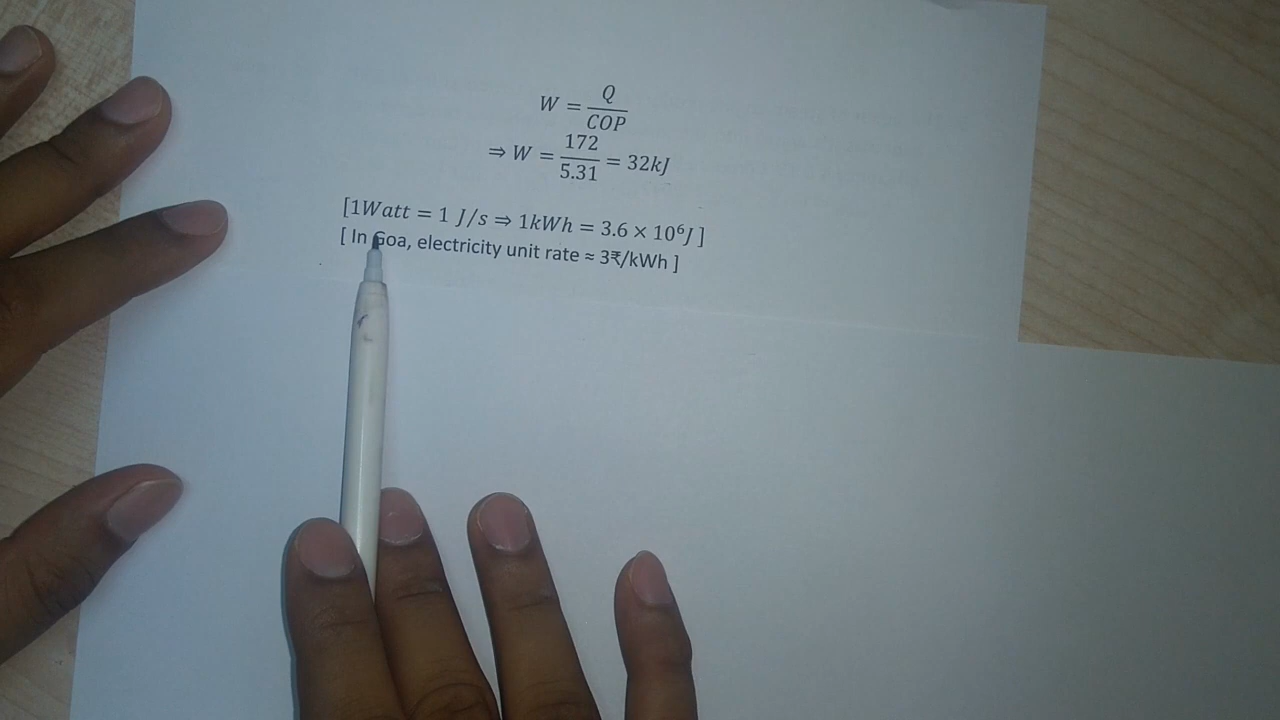 W = Q/COP
⇒ W = 172/5.31 = 32kJ
[1Watt = 1 J/s ⇒ 1kWh = 3.6 × 10⁶J ]
[ In Goa, electricity unit rate ≈ 3₹/kWh ]